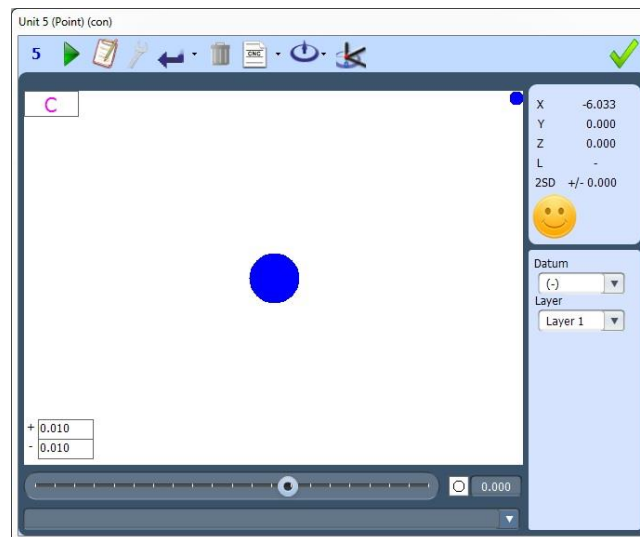 Unit 5 (Point) (con)
5
CNC
C
X -6.033
Y 0.000
Z 0.000
L -
2SD +/- 0.000
Datum
(-)
Layer
Layer 1
+ 0.010
- 0.010
0.000